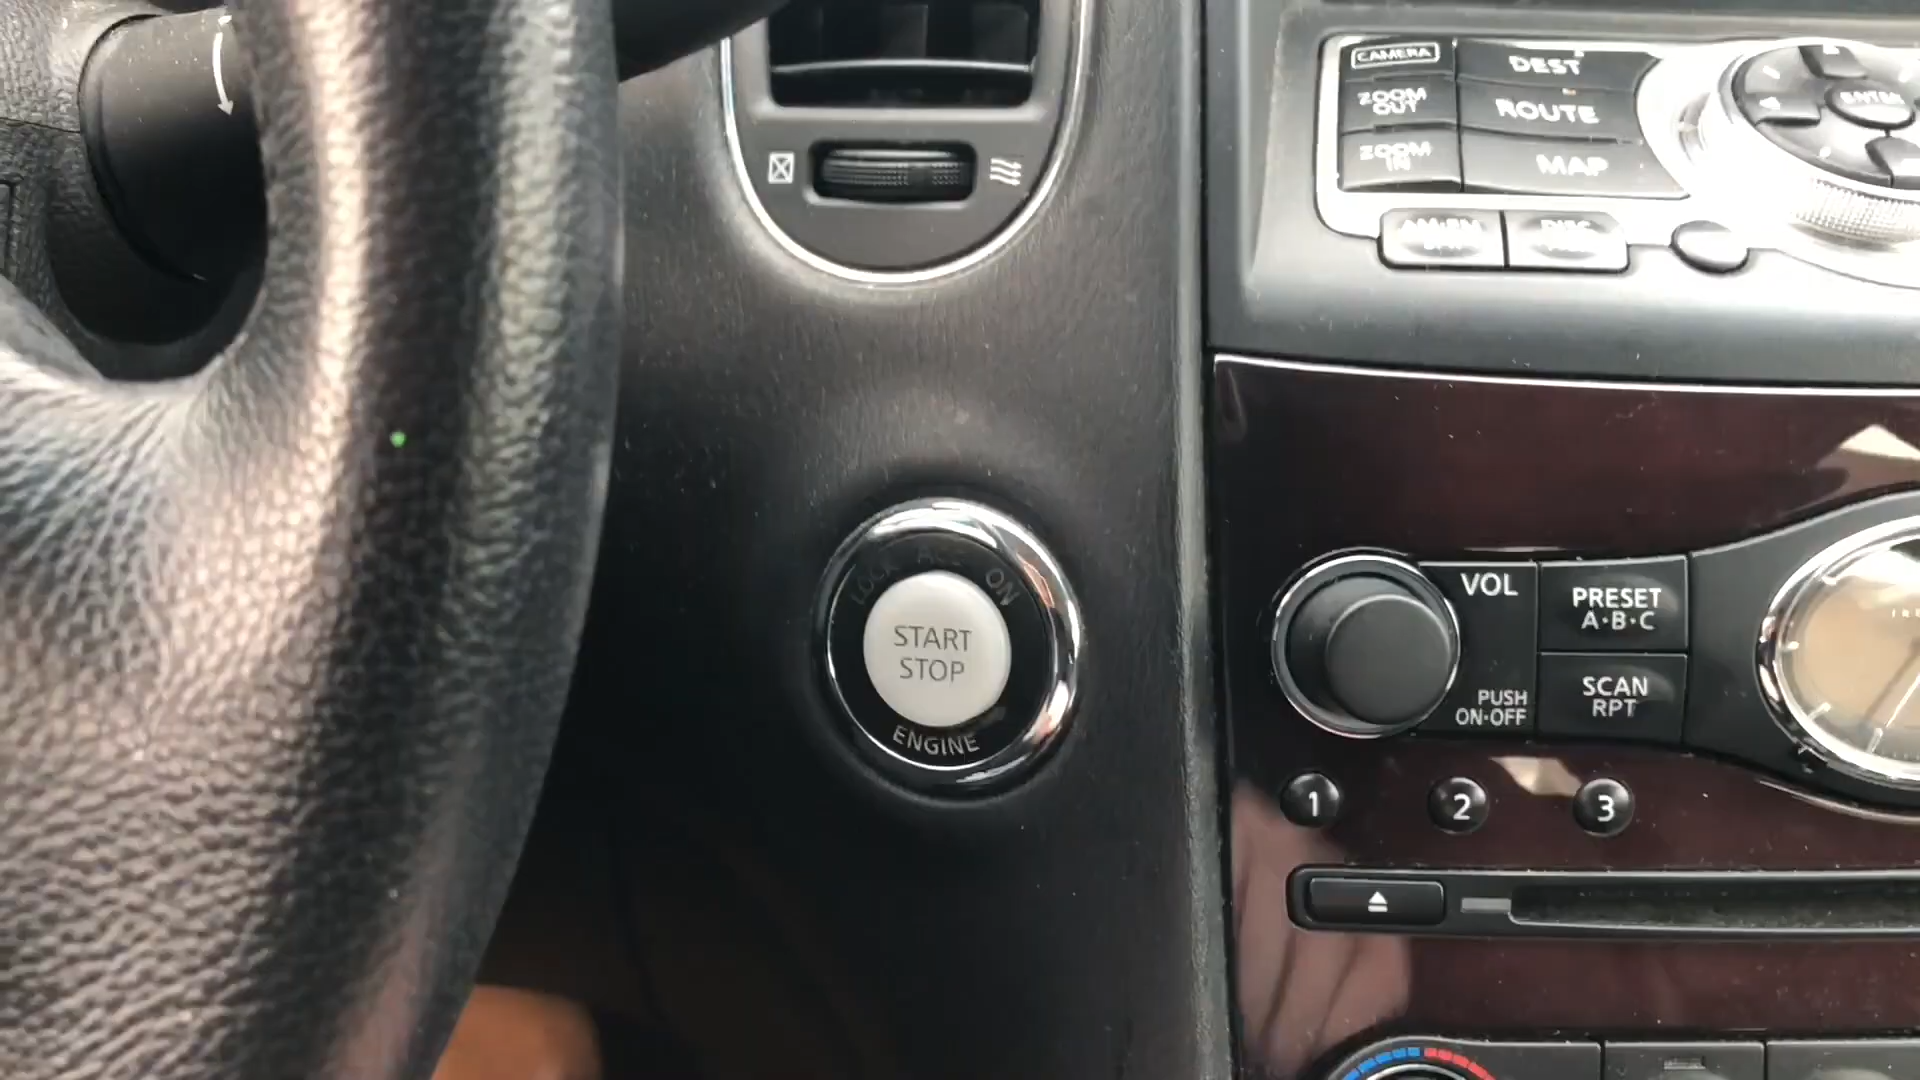 CAMERA
DEST
ZOOM
OUT
ROUTE
ZOOM
IN
MAP
ENTER
LOCK
ON
START
STOP
ENGINE
VOL
PUSH
ON·OFF
PRESET
A·B·C
SCAN
RPT
1
2
3